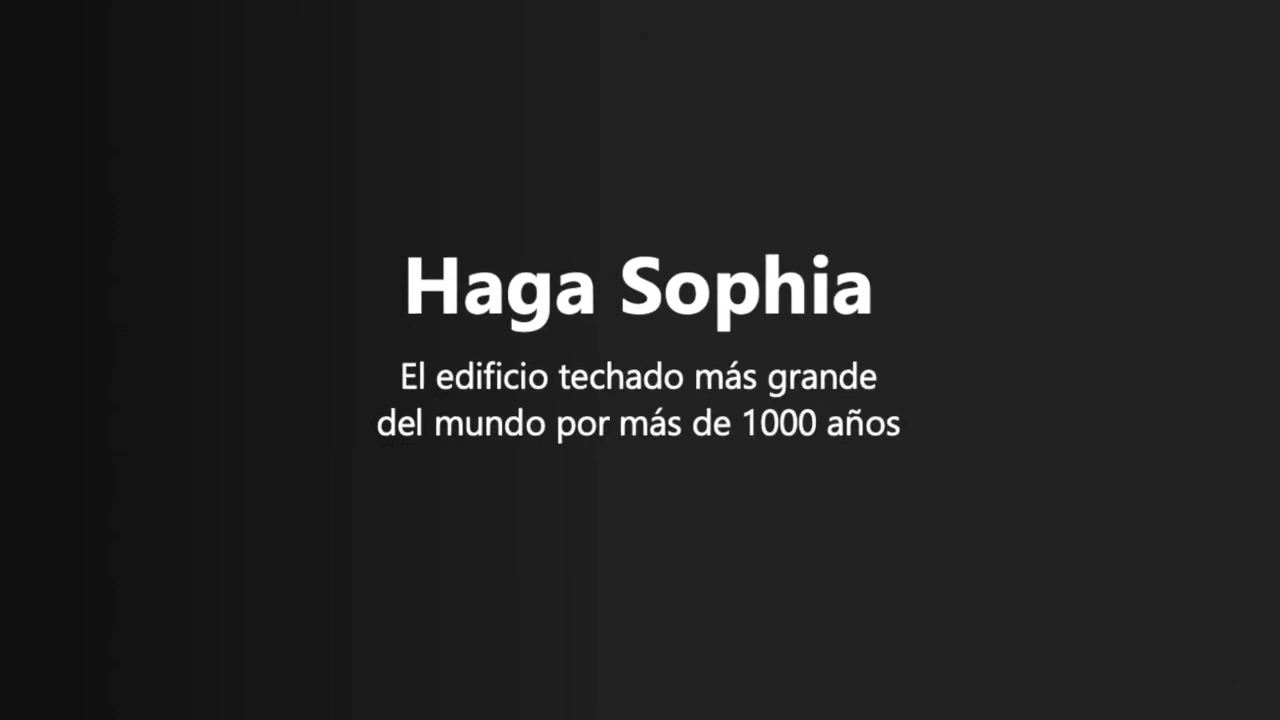 Haga Sophia
El edificio techado más grande
del mundo por más de 1000 años